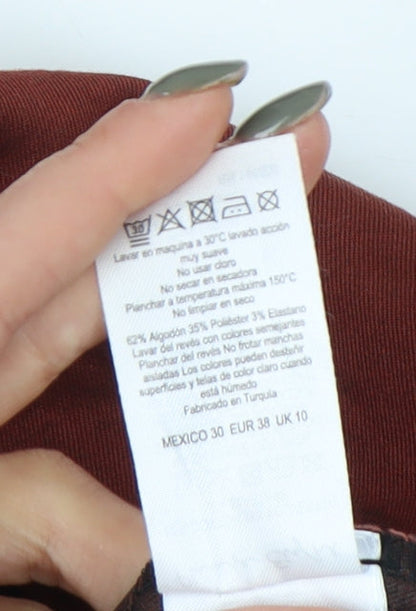 30
Lavar en maquina a 30°C lavado acción
muy suave
No usar cloro
No secar en secadora
Planchar a temperatura máxima 150°C
No limpiar en seco
62% Algodón 35% Poliéster 3% Elastano
Lavar del revés con colores semejantes
Planchar del revés No frotar manchas
aisladas Los colores pueden desteñir
superficies y telas de color claro cuando
está húmedo
Fabricado en Turquia
MEXICO 30 EUR 38 UK 10